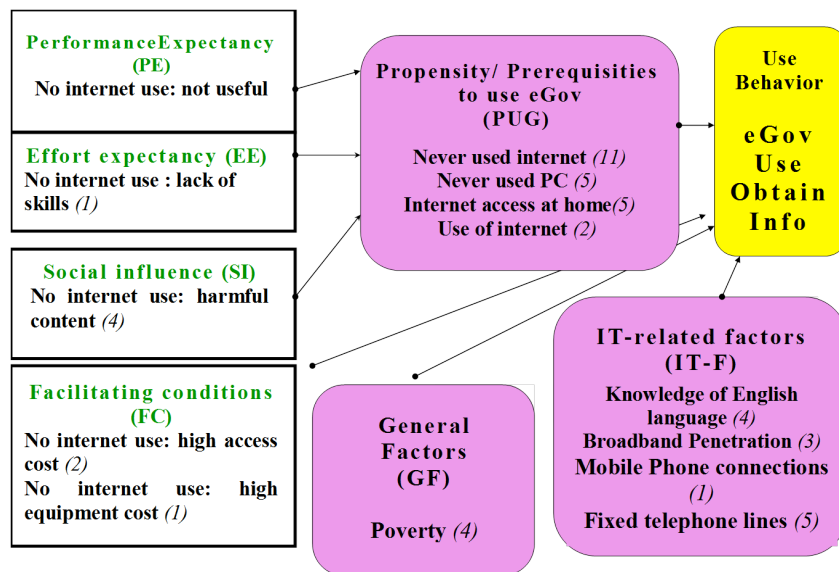 PerformanceExpectancy
(PE)
No internet use: not useful
Effort expectancy (EE)
No internet use : lack of
skills (1)
Social influence (SI)
No internet use: harmful
content (4)
Facilitating conditions
(FC)
No internet use: high access
cost (2)
No internet use: high
equipment cost (1)
Propensity/ Prerequisities
to use eGov
(PUG)
Never used internet (11)
Never used PC (5)
Internet access at home(5)
Use of internet (2)
General
Factors
(GF)
Poverty (4)
Use
Behavior
eGov
Use
Obtain
Info
IT-related factors
(IT-F)
Knowledge of English
language (4)
Broadband Penetration (3)
Mobile Phone connections
(1)
Fixed telephone lines (5)